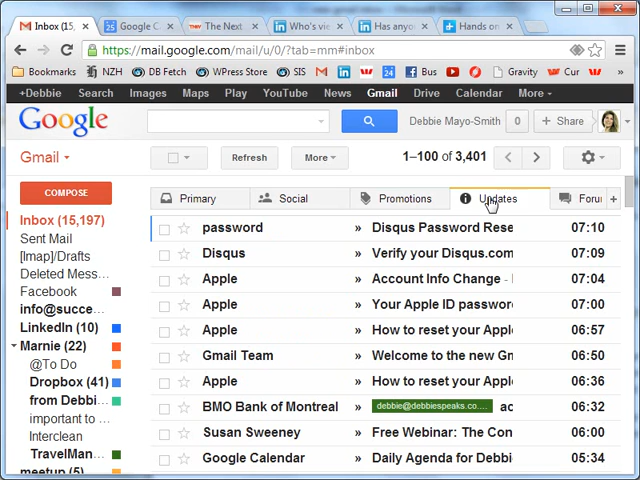 Inbox (15,
Google C
The Next
Who's vie
Has anyo
Hands on
https://mail.google.com/mail/u/0/?tab=mm#inbox
Bookmarks NZH DB Fetch WPress Store SIS Bus Gravity Cur W
+Debbie Search Images Maps Play YouTube News Gmail Drive Calendar More
Google
Debbie Mayo-Smith 0 + Share
Gmail
Refresh More 1–100 of 3,401
COMPOSE
Primary Social Promotions Updates Foru +
Inbox (15,197)
Sent Mail
[Imap]/Drafts
Deleted Mess...
Facebook
info@succe...
LinkedIn (10)
Marnie (22)
@To Do
Dropbox (41)
from Debbi...
important to ...
Interclean
TravelMan...
meetup (5)
password » Disqus Password Rese 07:10
Disqus » Verify your Disqus.com 07:09
Apple » Account Info Change - 07:04
Apple » Your Apple ID password 07:00
Apple » How to reset your Apple 06:57
Gmail Team » Welcome to the new Gm 06:50
Apple » How to reset your Apple 06:36
BMO Bank of Montreal » debbie@debbiespeaks.co.... ac 06:32
Susan Sweeney » Free Webinar: The Con 06:00
Google Calendar » Daily Agenda for Debbi 05:34